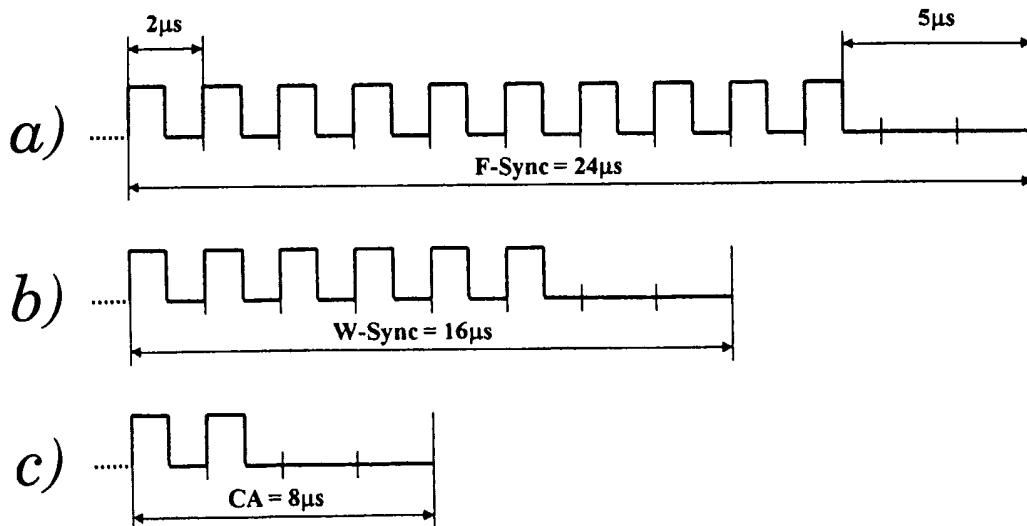 2μs
5μs
a)
F-Sync = 24μs
b)
W-Sync = 16μs
c)
CA = 8μs